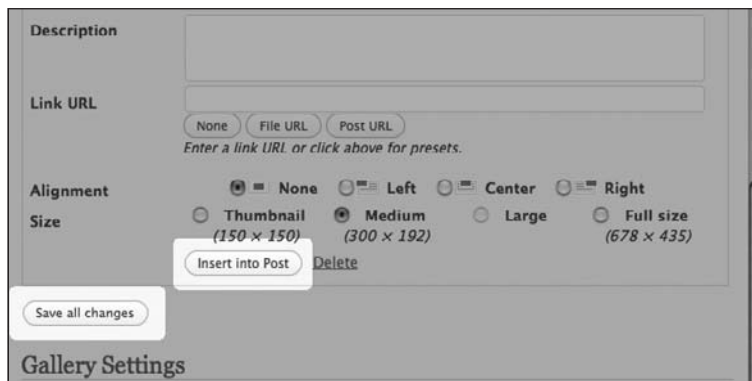 Description
Link URL
None File URL Post URL
Enter a link URL or click above for presets.
Alignment None Left Center Right
Size Thumbnail Medium Large Full size
(150 × 150) (300 × 192) (678 × 435)
Insert into Post Delete
Save all changes
Gallery Settings